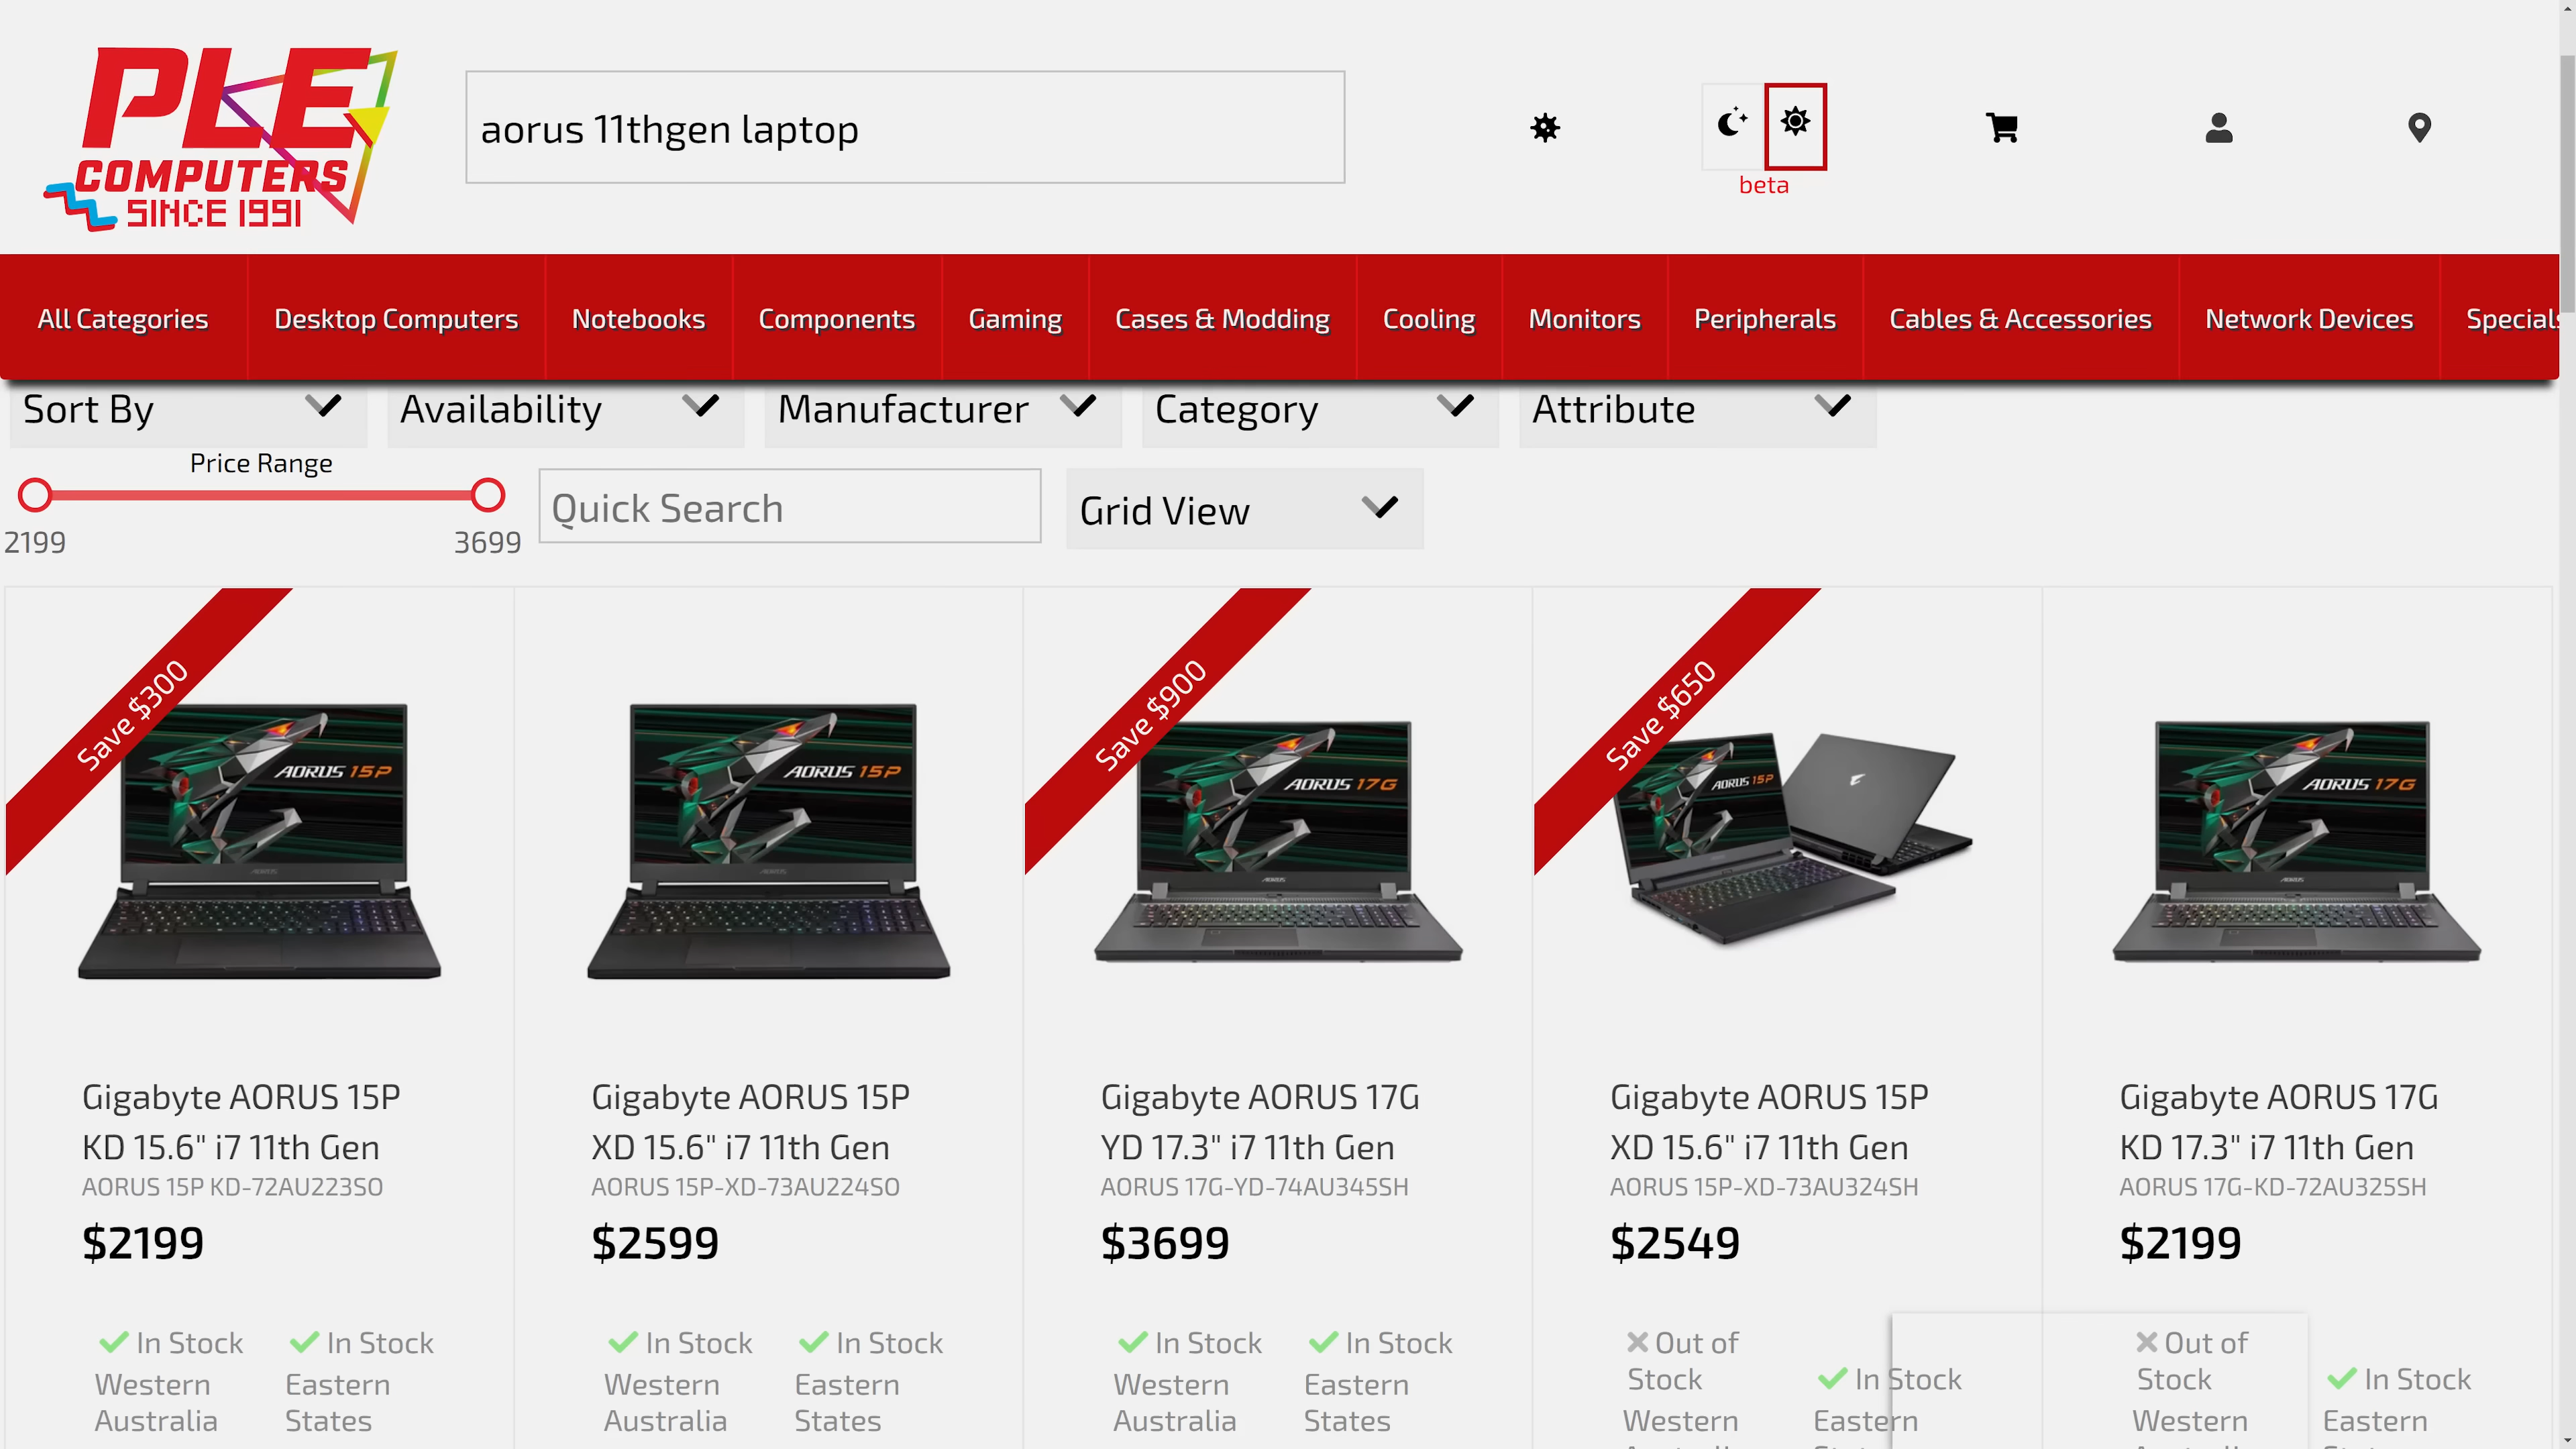 PLE
COMPUTERS
SINCE 1991
aorus 11thgen laptop
beta
All Categories
Desktop Computers
Notebooks
Components
Gaming
Cases & Modding
Cooling
Monitors
Peripherals
Cables & Accessories
Network Devices
Specials
Sort By
Availability
Manufacturer
Category
Attribute
Price Range
2199
3699
Quick Search
Grid View
Save $300
AORUS 15P
Gigabyte AORUS 15P
KD 15.6" i7 11th Gen
AORUS 15P KD-72AU223SO
$2199
In Stock
Western
Australia
In Stock
Eastern
States
AORUS 15P
Gigabyte AORUS 15P
XD 15.6" i7 11th Gen
AORUS 15P-XD-73AU224SO
$2599
In Stock
Western
Australia
In Stock
Eastern
States
Save $900
AORUS 17G
AORUS
Gigabyte AORUS 17G
YD 17.3" i7 11th Gen
AORUS 17G-YD-74AU345SH
$3699
In Stock
Western
Australia
In Stock
Eastern
States
Save $650
AORUS 15P
Gigabyte AORUS 15P
XD 15.6" i7 11th Gen
AORUS 15P-XD-73AU324SH
$2549
Out of
Stock
Western
In Stock
Eastern
AORUS 17G
AORUS
Gigabyte AORUS 17G
KD 17.3" i7 11th Gen
AORUS 17G-KD-72AU325SH
$2199
Out of
Stock
Western
In Stock
Eastern